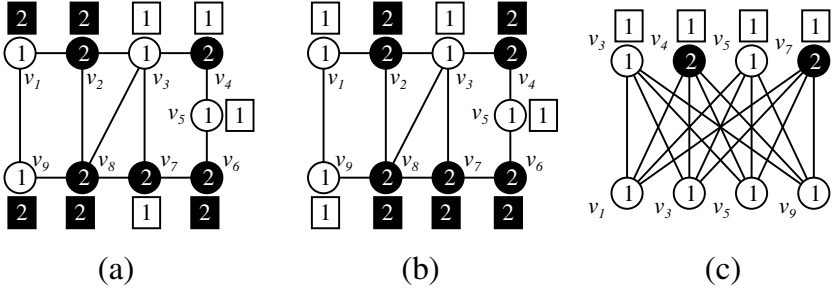 2 2 1 1
1 2 1 2
v1 v2 v3 v4
v5 1 1
v9 v8 v7 v6
1 2 2 2
2 2 1 2
(a)
1 2 1 2
1 2 1 2
v1 v2 v3 v4
v5 1 1
v9 v8 v7 v6
1 2 2 2
1 2 2 2
(b)
1 1 1 1
v3 v4 v5 v7
1 2 1 2
1 1 1 1
v1 v3 v5 v9
(c)